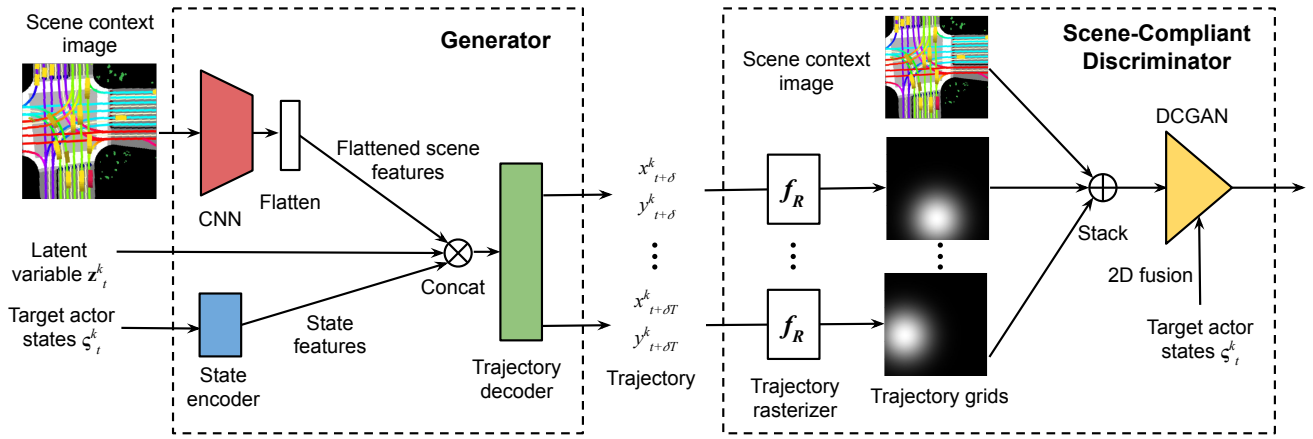 Scene context
image
Generator
CNN
Flatten
Flattened scene
features
Latent
variable z^k_t
Target actor
states ς^k_t
State
encoder
State
features
Concat
Trajectory
decoder
x^k_{t+δ}
y^k_{t+δ}
x^k_{t+δT}
y^k_{t+δT}
Trajectory
Scene-Compliant
Discriminator
Scene context
image
f_R
f_R
Trajectory
rasterizer
Trajectory grids
Stack
DCGAN
2D fusion
Target actor
states ς^k_t